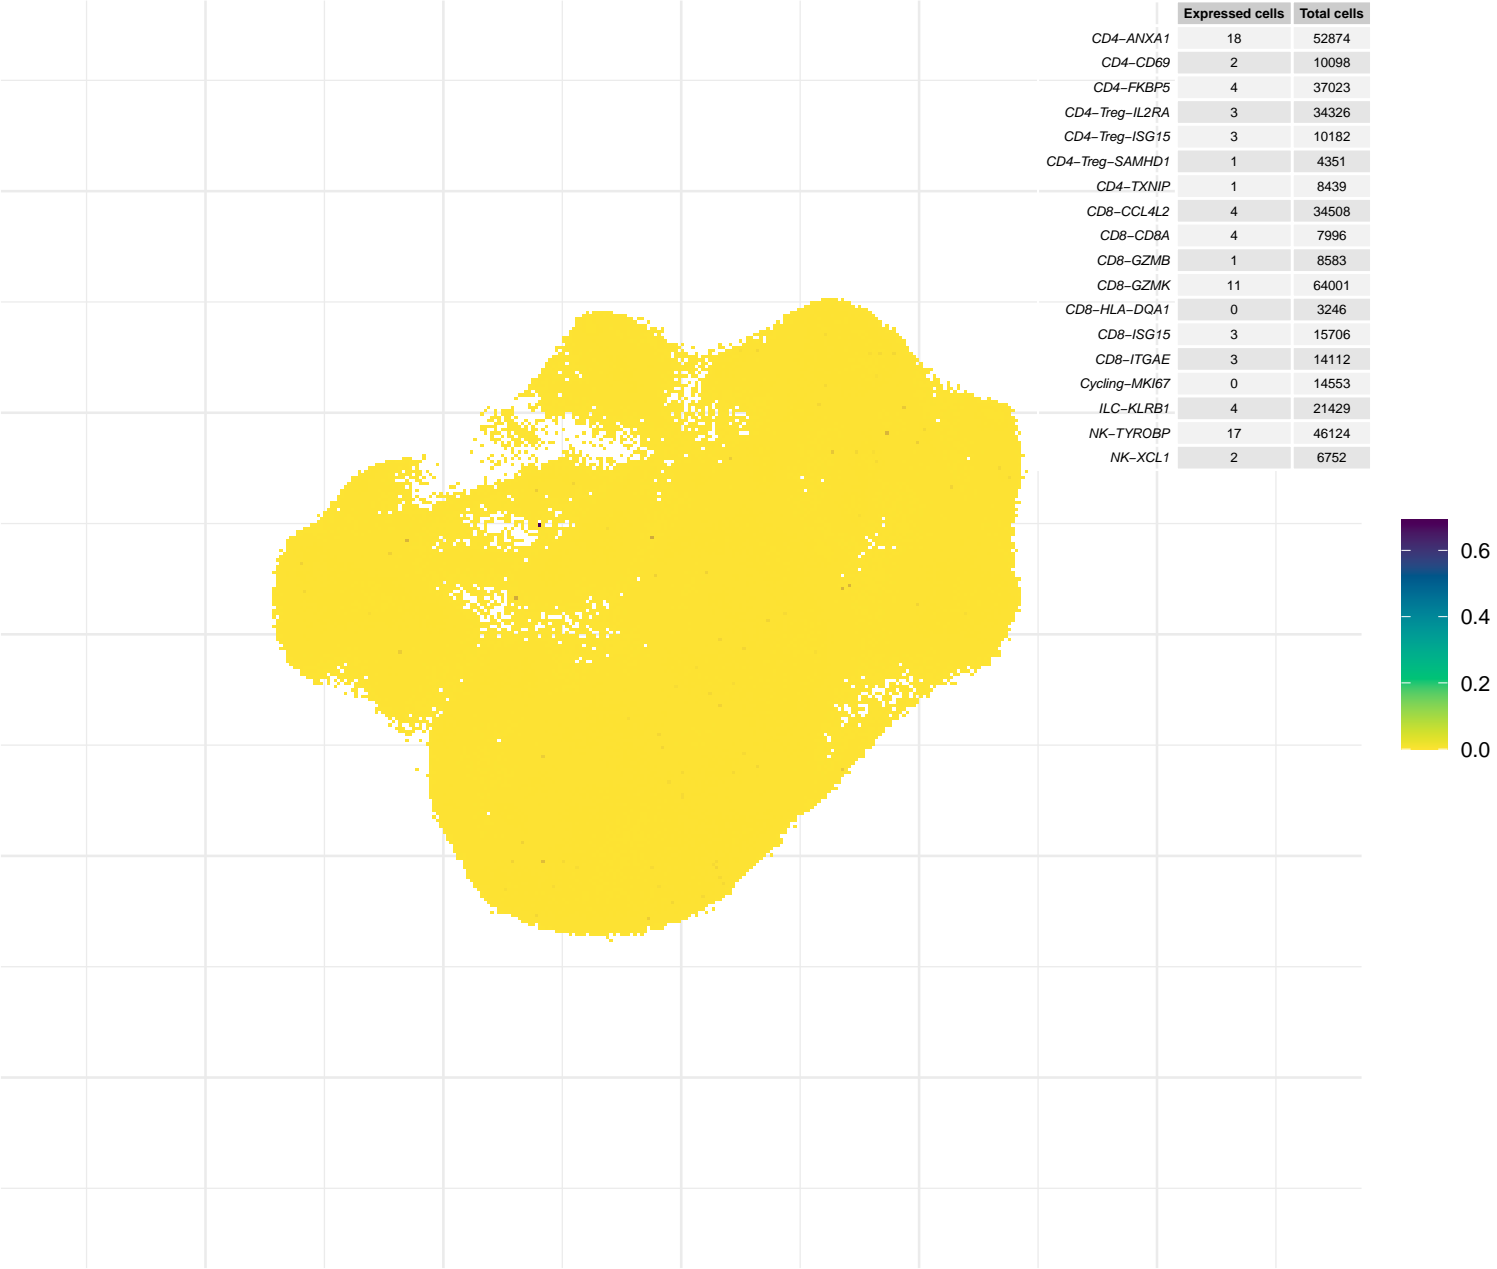 Expressed cells Total cells
CD4−ANXA1 18 52874
CD4−CD69 2 10098
CD4−FKBP5 4 37023
CD4−Treg−IL2RA 3 34326
CD4−Treg−ISG15 3 10182
CD4−Treg−SAMHD1 1 4351
CD4−TXNIP 1 8439
CD8−CCL4L2 4 34508
CD8−CD8A 4 7996
CD8−GZMB 1 8583
CD8−GZMK 11 64001
CD8−HLA−DQA1 0 3246
CD8−ISG15 3 15706
CD8−ITGAE 3 14112
Cycling−MKI67 0 14553
ILC−KLRB1 4 21429
NK−TYROBP 17 46124
NK−XCL1 2 6752
0.6
0.4
0.2
0.0